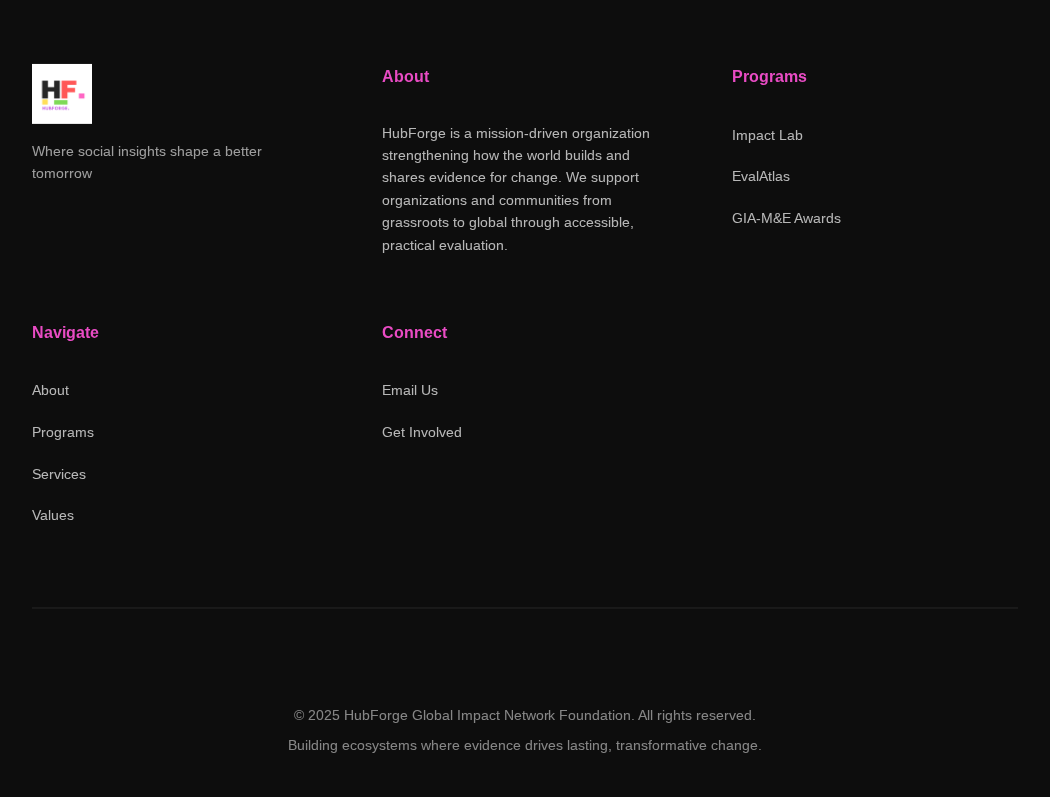 HF.
HUBFORGE.
Where social insights shape a better
tomorrow
About
HubForge is a mission-driven organization
strengthening how the world builds and
shares evidence for change. We support
organizations and communities from
grassroots to global through accessible,
practical evaluation.
Programs
Impact Lab
EvalAtlas
GIA-M&E Awards
Navigate
About
Programs
Services
Values
Connect
Email Us
Get Involved
© 2025 HubForge Global Impact Network Foundation. All rights reserved.
Building ecosystems where evidence drives lasting, transformative change.